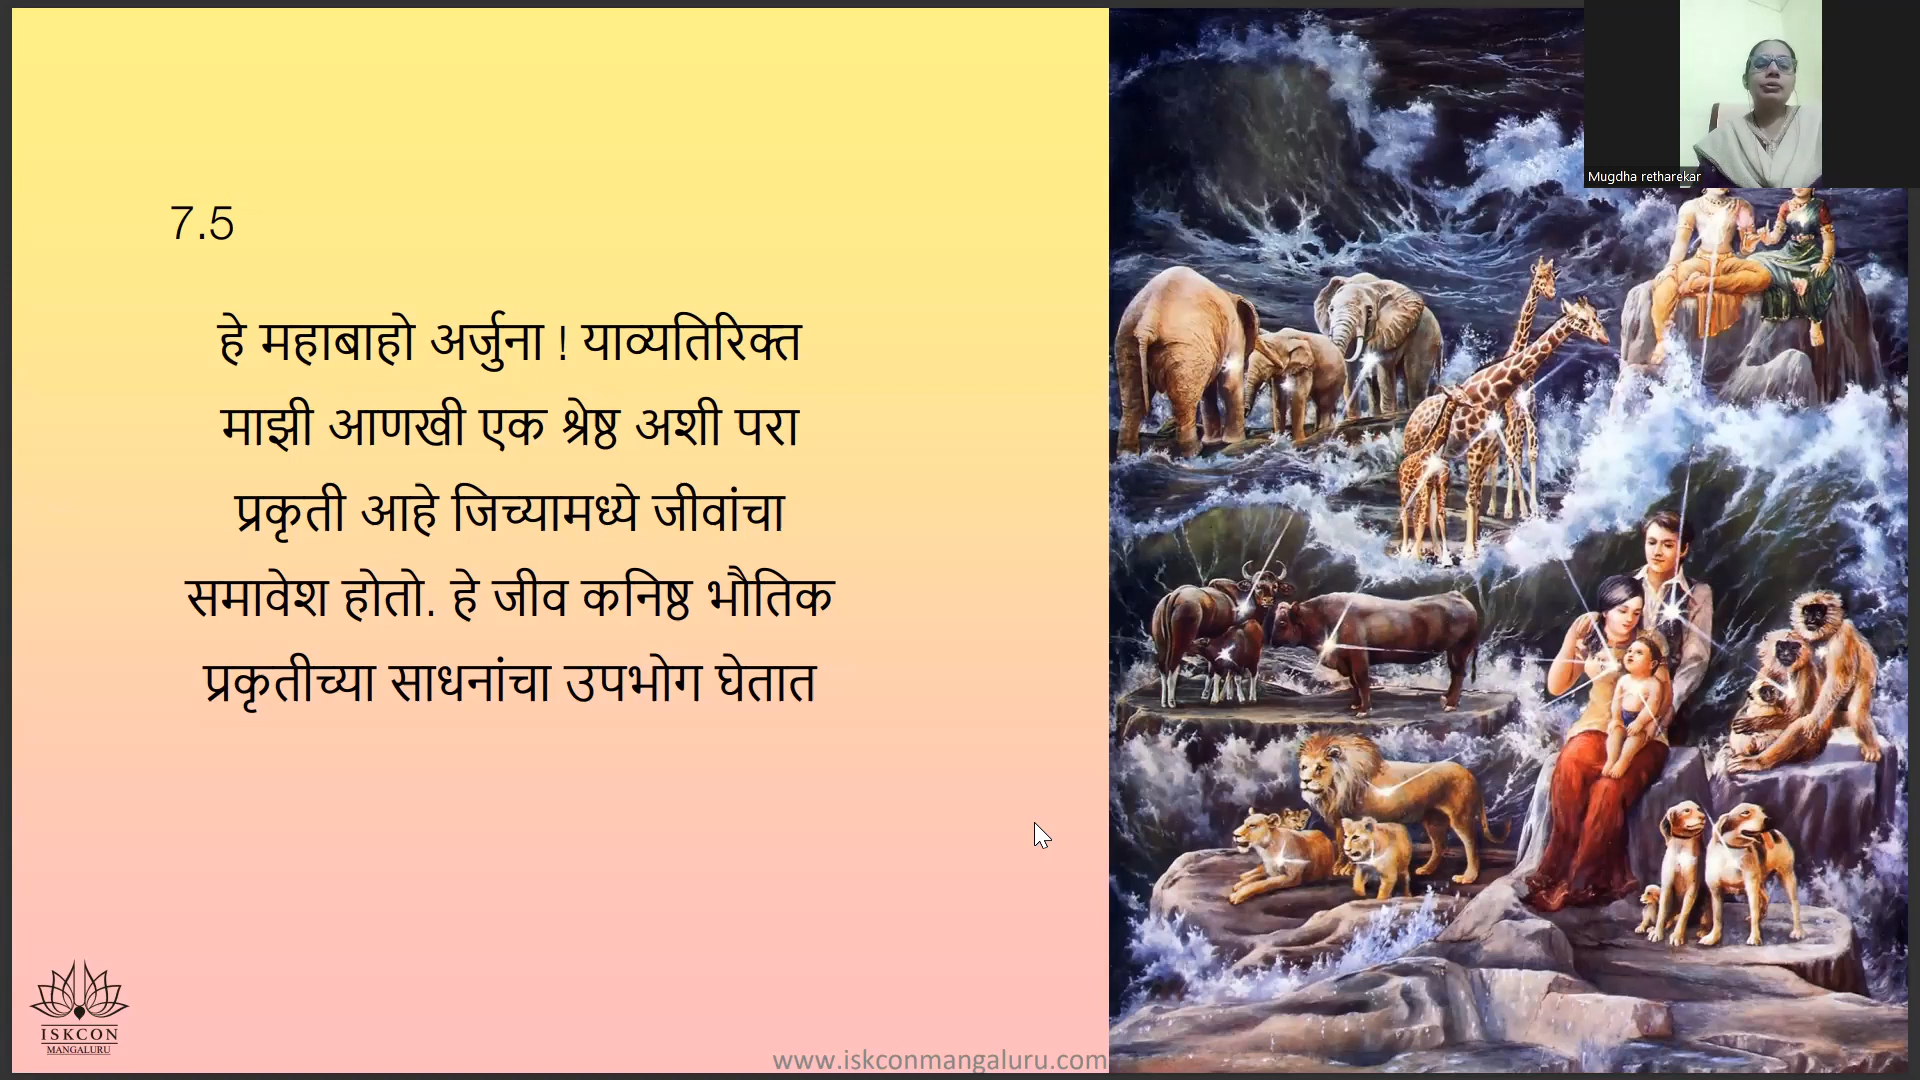 Mugdha retharekar
7.5
हे महाबाहो अर्जुना ! याव्यतिरिक्त
माझी आणखी एक श्रेष्ठ अशी परा
प्रकृती आहे जिच्यामध्ये जीवांचा
समावेश होतो. हे जीव कनिष्ठ भौतिक
प्रकृतीच्या साधनांचा उपभोग घेतात
ISKCON
MANGALURU
www.iskconmangaluru.com